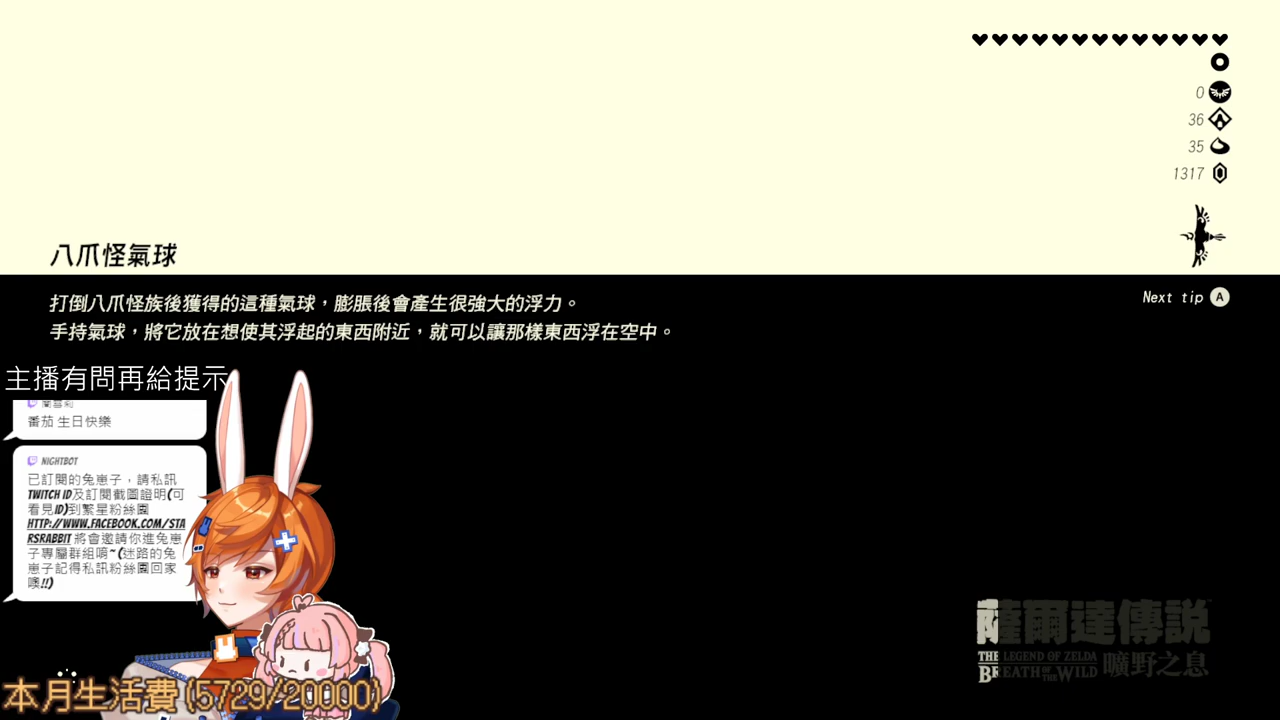 0
36
35
1317
八爪怪氣球
打倒八爪怪族後獲得的這種氣球，膨脹後會產生很強大的浮力。
手持氣球，將它放在想使其浮起的東西附近，就可以讓那樣東西浮在空中。
Next tip A
主播有問再給提示
番茄 生日快樂
NIGHTBOT
已訂閱的兔崽子，請私訊
TWITCH ID及訂閱截圖證明(可
看見ID)到繁星粉絲團
HTTP://WWW.FACEBOOK.COM/STA
RSRABBIT 將會邀請你進兔崽
子專屬群組唷~(迷路的兔
崽子記得私訊粉絲團回家
噢!!)
薩爾達傳說
THE LEGEND OF ZELDA
BREATH OF THE WILD 曠野之息
本月生活費 (5729/20000)